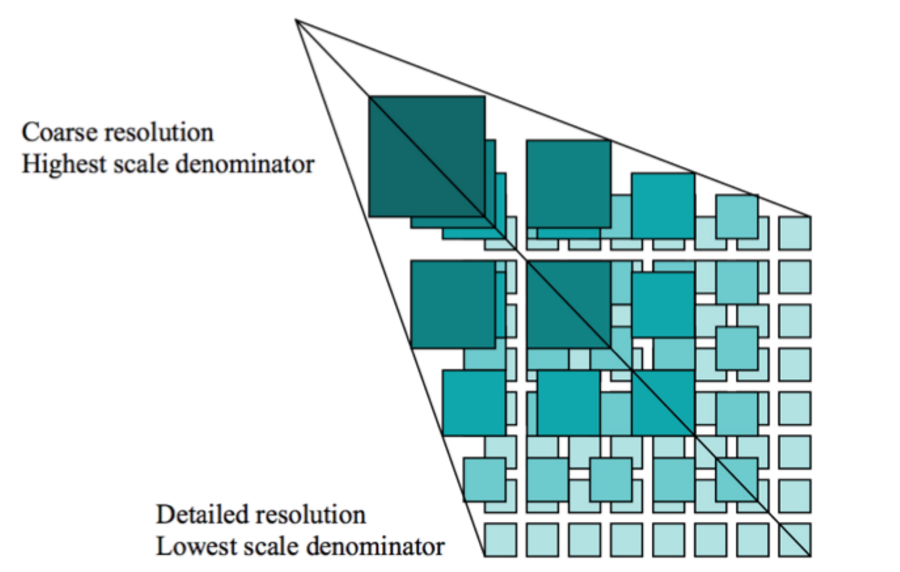 Coarse resolution
Highest scale denominator
Detailed resolution
Lowest scale denominator